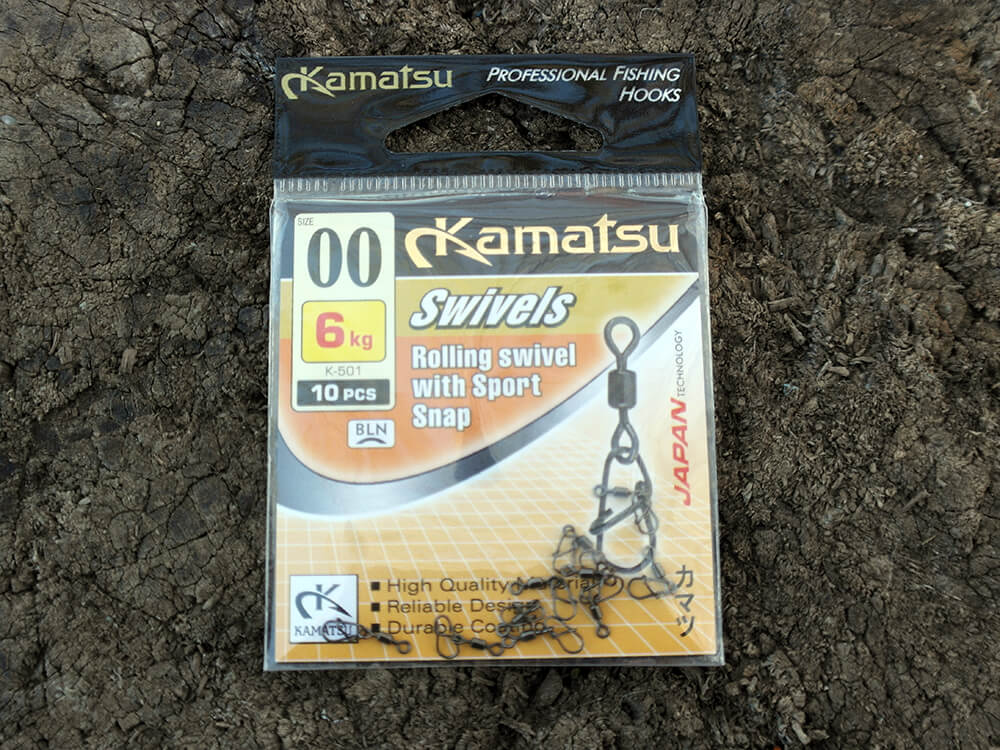 Kamatsu
PROFESSIONAL FISHING
HOOKS
SIZE
00
6 kg
K-501
10 PCS
BLN
Kamatsu
Swivels
Rolling swivel
with Sport
Snap
JAPAN TECHNOLOGY
カマツ
KAMATSU
■ High Quality Material
■ Reliable Design
■ Durable Coating